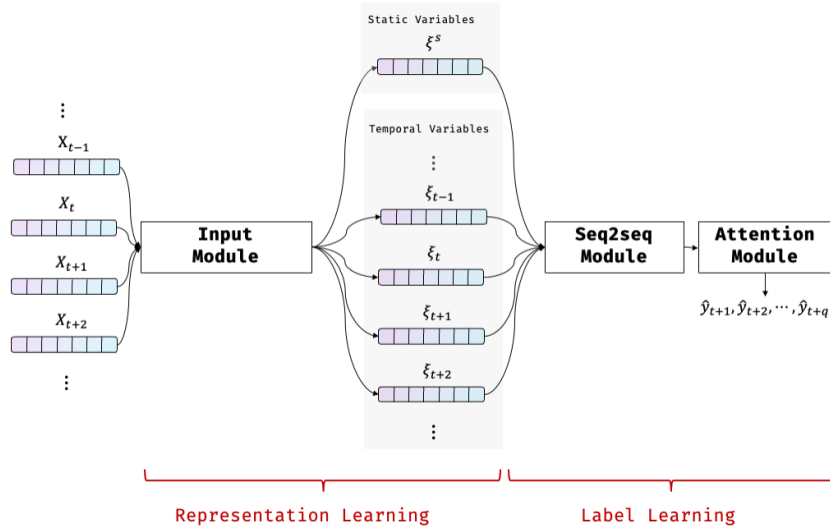 Static Variables
ξˢ
Temporal Variables
⋮
⋮
X_{t−1}
X_t
X_{t+1}
X_{t+2}
⋮
Input
Module
ξ_{t−1}
ξ_t
ξ_{t+1}
ξ_{t+2}
⋮
Seq2seq
Module
Attention
Module
ŷ_{t+1}, ŷ_{t+2}, ⋯, ŷ_{t+q}
Representation Learning
Label Learning